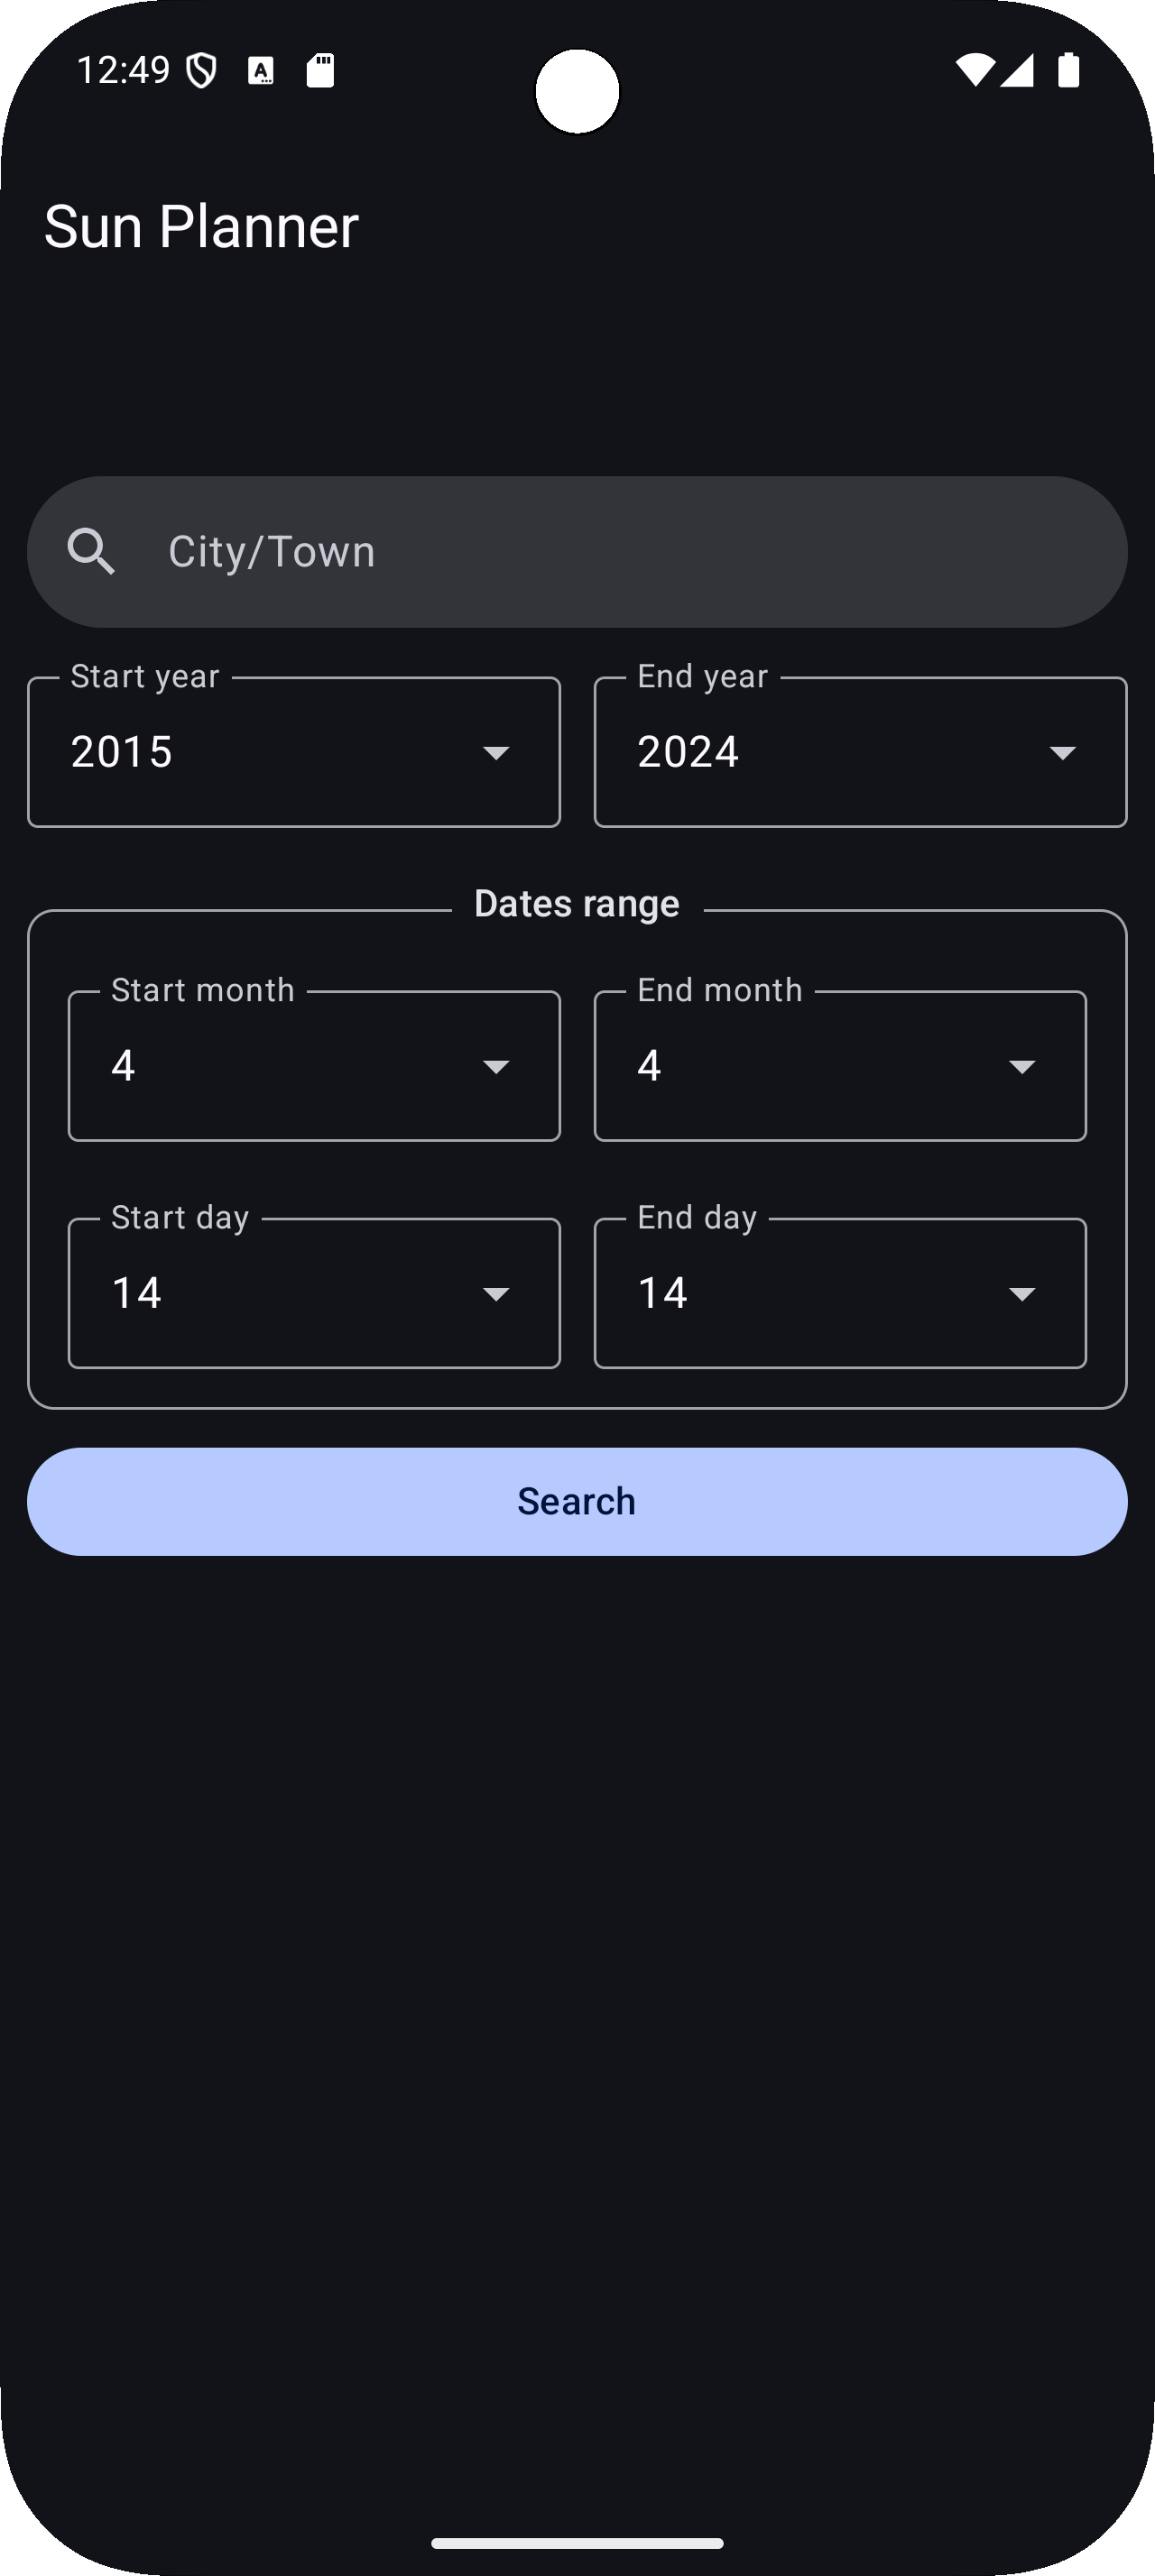 12:49
Sun Planner
City/Town
Start year
End year
2015
2024
Dates range
Start month
End month
4
4
Start day
End day
14
14
Search